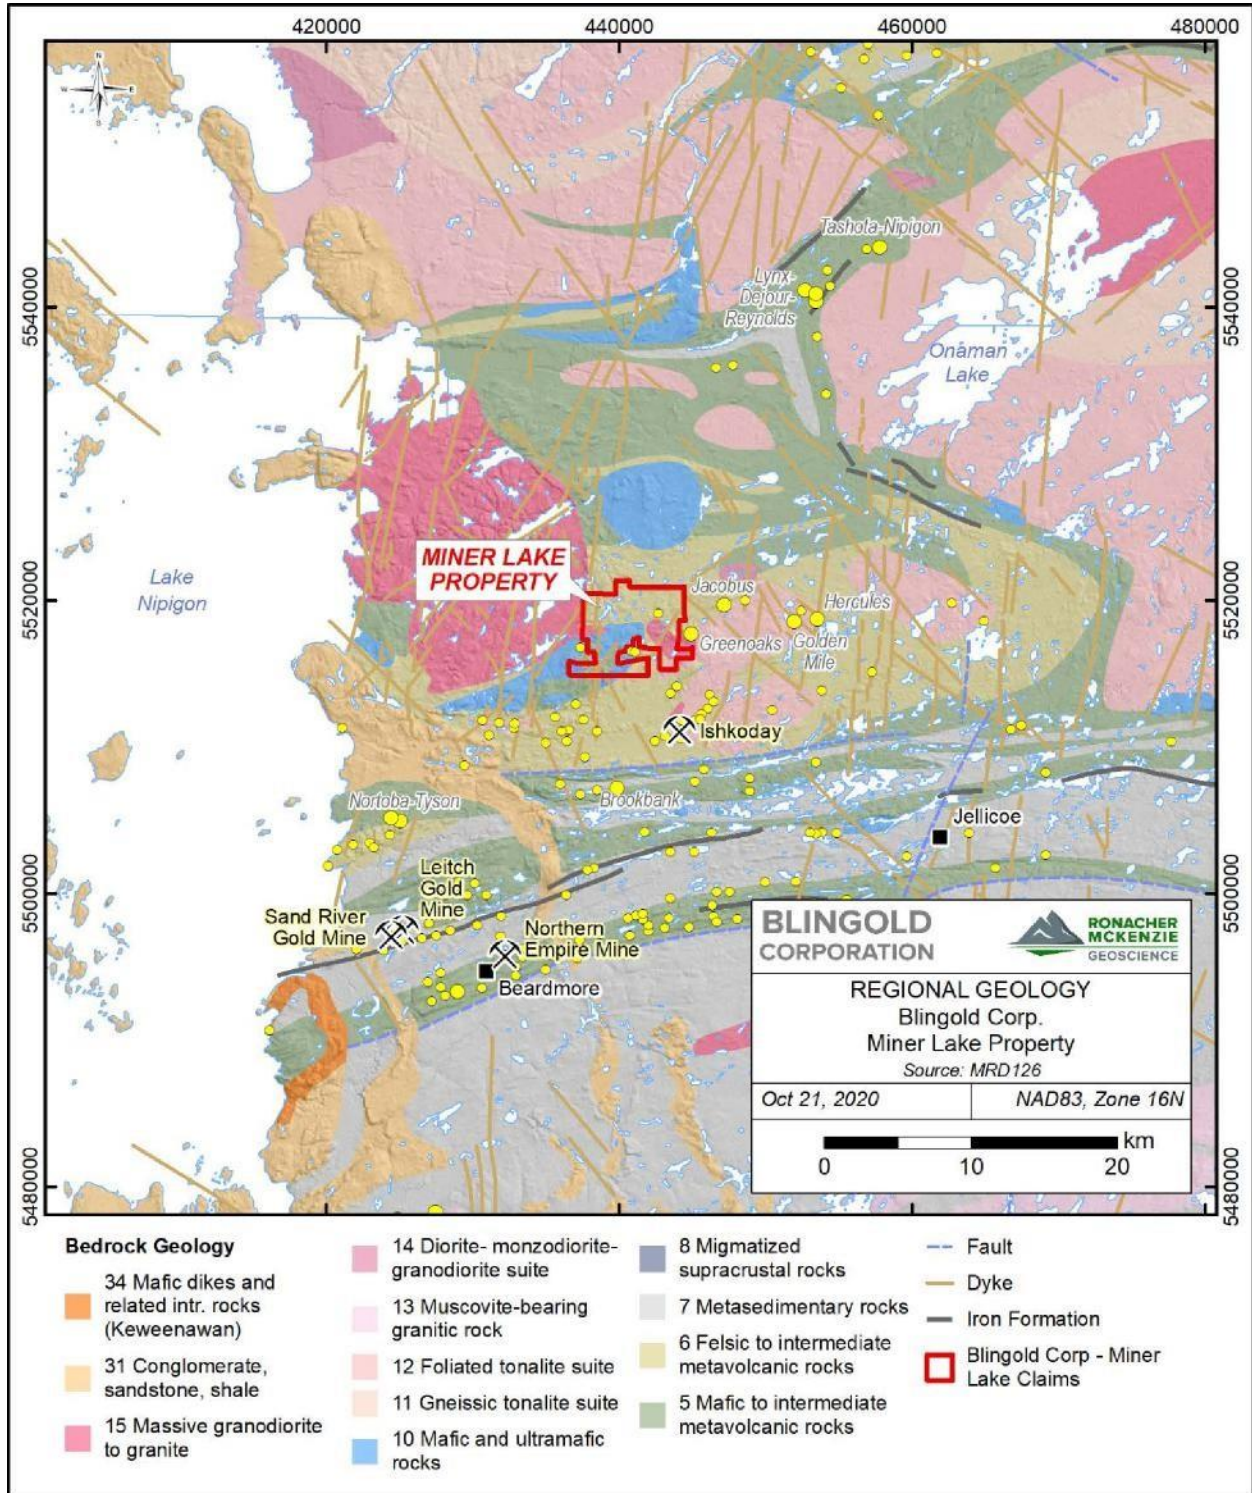 420000
440000
460000
480000
N
W
E
S
5540000
5540000
5520000
5520000
5500000
5500000
5480000
5480000
Tashota-Nipigon
Lynx-
Dejour-
Reynolds
Onaman
Lake
MINER LAKE
PROPERTY
Lake
Nipigon
Jacobus
Hercules
Greenoaks
Golden
Mile
Ishkoday
Nortoba-Tyson
Brookbank
Jellicoe
Leitch
Gold
Mine
Sand River
Gold Mine
Northern
Empire Mine
Beardmore
BLINGOLD
CORPORATION
RONACHER
MCKENZIE
GEOSCIENCE
REGIONAL GEOLOGY
Blingold Corp.
Miner Lake Property
Source: MRD126
Oct 21, 2020
NAD83, Zone 16N
km
0 10 20
Bedrock Geology
34 Mafic dikes and
related intr. rocks
(Keweenawan)
31 Conglomerate,
sandstone, shale
15 Massive granodiorite
to granite
14 Diorite- monzodiorite-
granodiorite suite
13 Muscovite-bearing
granitic rock
12 Foliated tonalite suite
11 Gneissic tonalite suite
10 Mafic and ultramafic
rocks
8 Migmatized
supracrustal rocks
7 Metasedimentary rocks
6 Felsic to intermediate
metavolcanic rocks
5 Mafic to intermediate
metavolcanic rocks
Fault
Dyke
Iron Formation
Blingold Corp - Miner
Lake Claims